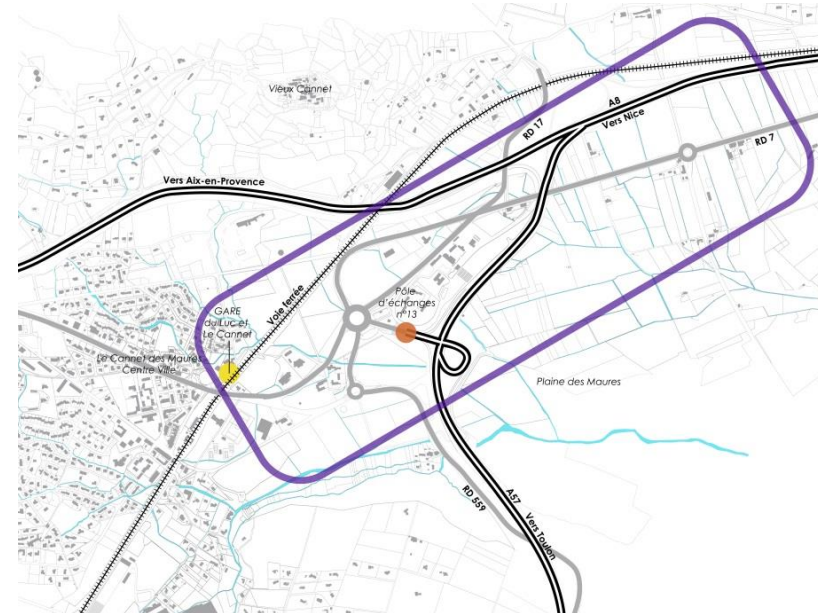 Vieux Cannet
A8
Vers Nice
RD 17
RD 7
Vers Aix-en-Provence
Voie ferrée
Pôle
d'échanges
n°13
GARE
du Luc et
Le Cannet
Le Cannet des Maures
Centre Ville
Plaine des Maures
RD 559
A57
Vers Toulon